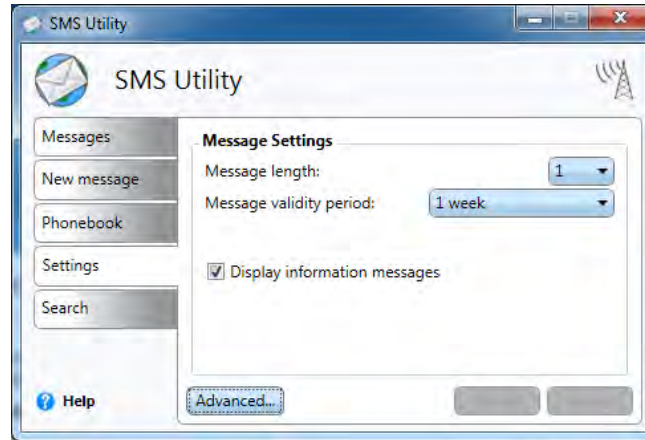 SMS Utility
SMS Utility
Messages
New message
Phonebook
Settings
Search
Help
Message Settings
Message length: 1
Message validity period: 1 week
Display information messages
Advanced...